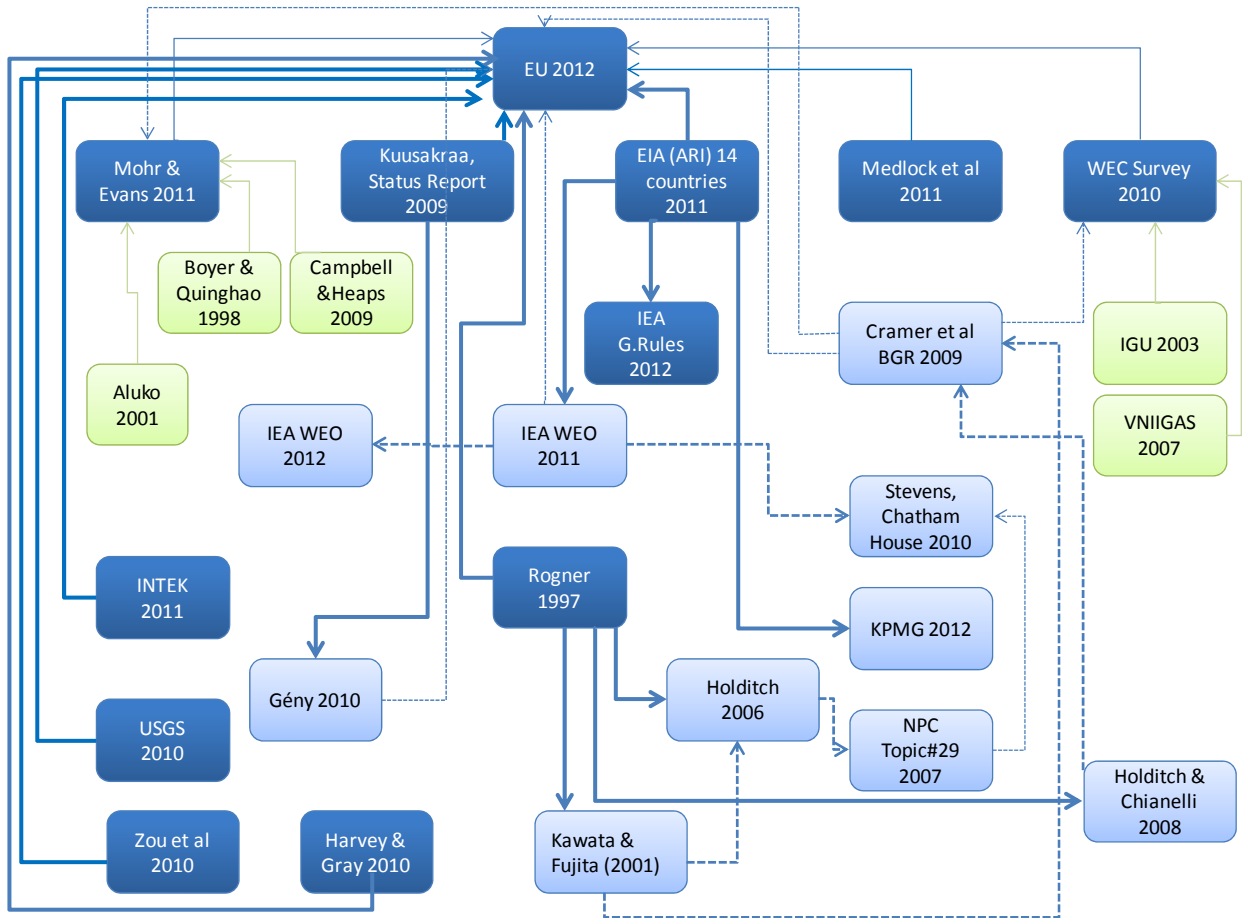 EU 2012
Mohr &
Evans 2011
Kuusakraa,
Status Report
2009
EIA (ARI) 14
countries
2011
Medlock et al
2011
WEC Survey
2010
Boyer &
Quinghao
1998
Campbell
&Heaps
2009
IEA
G.Rules
2012
Cramer et al
BGR 2009
IGU 2003
Aluko
2001
IEA WEO
2012
IEA WEO
2011
VNIIGAS
2007
Stevens,
Chatham
House 2010
INTEK
2011
Rogner
1997
KPMG 2012
Gény 2010
Holditch
2006
USGS
2010
NPC
Topic#29
2007
Holditch &
Chianelli
2008
Zou et al
2010
Harvey &
Gray 2010
Kawata &
Fujita (2001)